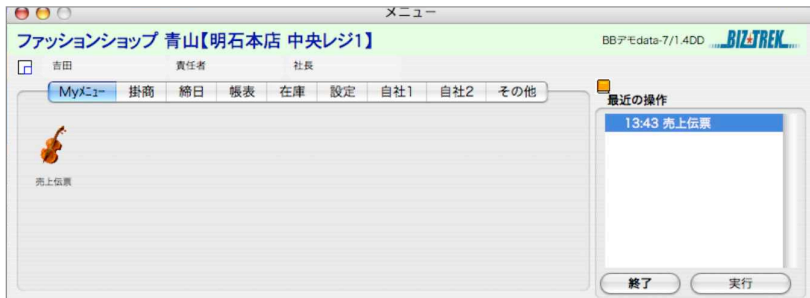 メニュー
ファッションショップ 青山【明石本店 中央レジ1】
BBデモdata-7/1.4DD
BIZ★TREK
吉田 責任者 社長
Myﾒﾆｭｰ 掛商 締日 帳表 在庫 設定 自社1 自社2 その他
最近の操作
13:43 売上伝票
売上伝票
終了 実行